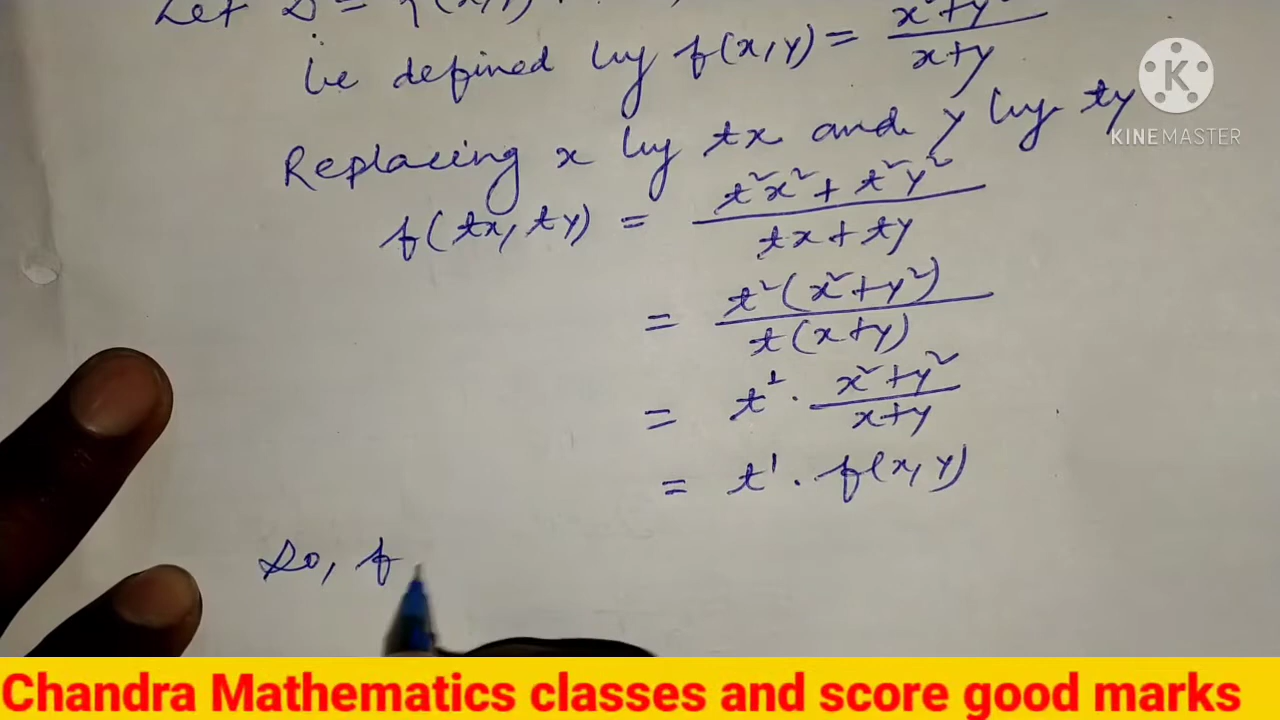 Let D = {(x,y)
be defined by f(x,y) = x²+y² / x+y
KINEMASTER
Replacing x by tx and y by ty
f(tx, ty) = t²x² + t²y² / tx + ty
= t²(x²+y²) / t(x+y)
= t¹ . x²+y² / x+y
= t¹ . f(x,y)
So, f
Chandra Mathematics classes and score good marks